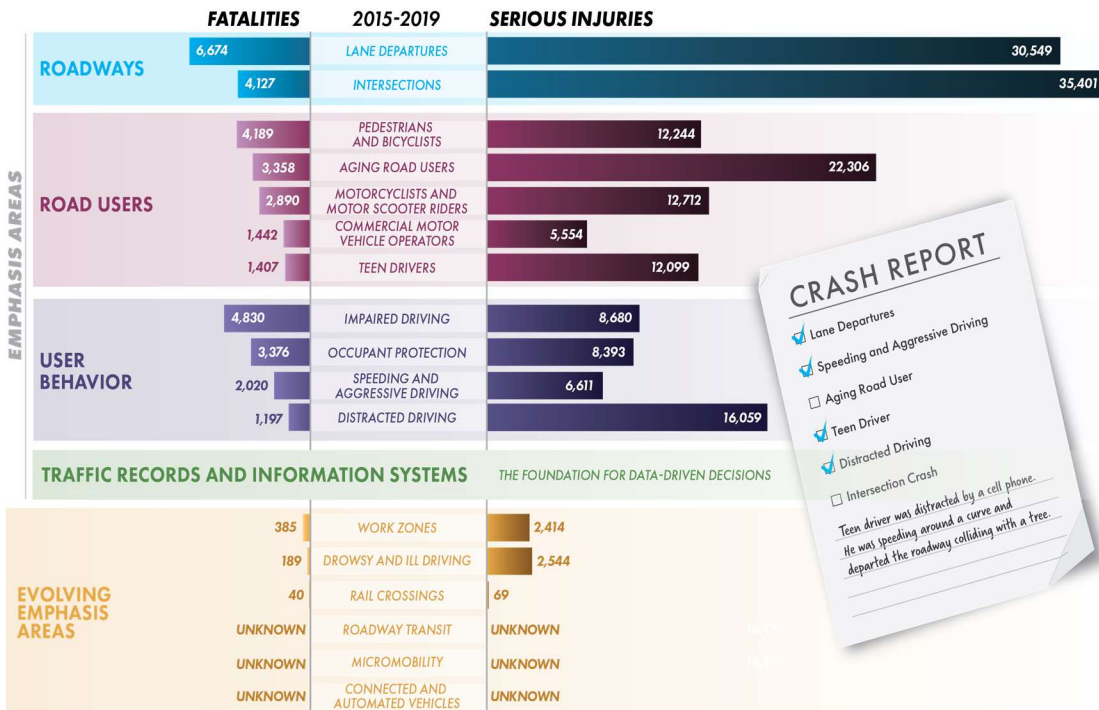 FATALITIES 2015-2019 SERIOUS INJURIES
EMPHASIS AREAS
ROADWAYS
6,674 LANE DEPARTURES 30,549
4,127 INTERSECTIONS 35,401
ROAD USERS
4,189 PEDESTRIANS
AND BICYCLISTS 12,244
3,358 AGING ROAD USERS 22,306
2,890 MOTORCYCLISTS AND
MOTOR SCOOTER RIDERS 12,712
1,442 COMMERCIAL MOTOR
VEHICLE OPERATORS 5,554
1,407 TEEN DRIVERS 12,099
USER
BEHAVIOR
4,830 IMPAIRED DRIVING 8,680
3,376 OCCUPANT PROTECTION 8,393
2,020 SPEEDING AND
AGGRESSIVE DRIVING 6,611
1,197 DISTRACTED DRIVING 16,059
TRAFFIC RECORDS AND INFORMATION SYSTEMS THE FOUNDATION FOR DATA-DRIVEN DECISIONS
EVOLVING
EMPHASIS
AREAS
385 WORK ZONES 2,414
189 DROWSY AND ILL DRIVING 2,544
40 RAIL CROSSINGS 69
UNKNOWN ROADWAY TRANSIT UNKNOWN
UNKNOWN MICROMOBILITY UNKNOWN
UNKNOWN CONNECTED AND
AUTOMATED VEHICLES UNKNOWN
CRASH REPORT
Lane Departures
Speeding and Aggressive Driving
Aging Road User
Teen Driver
Distracted Driving
Intersection Crash
Teen driver was distracted by a cell phone.
He was speeding around a curve and
departed the roadway colliding with a tree.